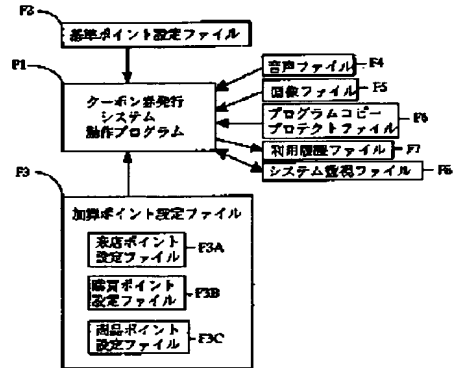 F2
基準ポイント設定ファイル
F1
クーポン券発行
システム
動作プログラム
音声ファイル
F4
画像ファイル
F5
プログラムコピー
プロテクトファイル
F6
利用履歴ファイル
F7
システム監視ファイル
F8
F3
加算ポイント設定ファイル
来店ポイント
設定ファイル
F3A
購買ポイント
設定ファイル
F3B
商品ポイント
設定ファイル
F3C